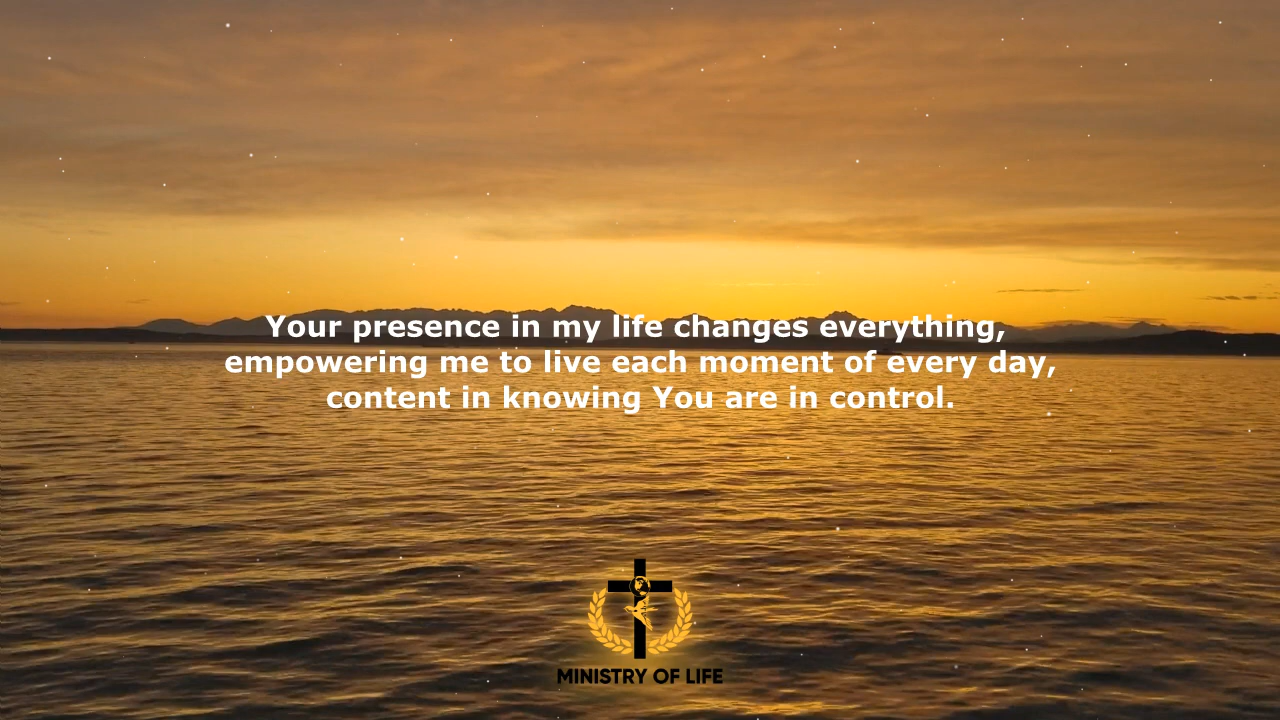 Your presence in my life changes everything,
empowering me to live each moment of every day,
content in knowing You are in control.
MINISTRY OF LIFE